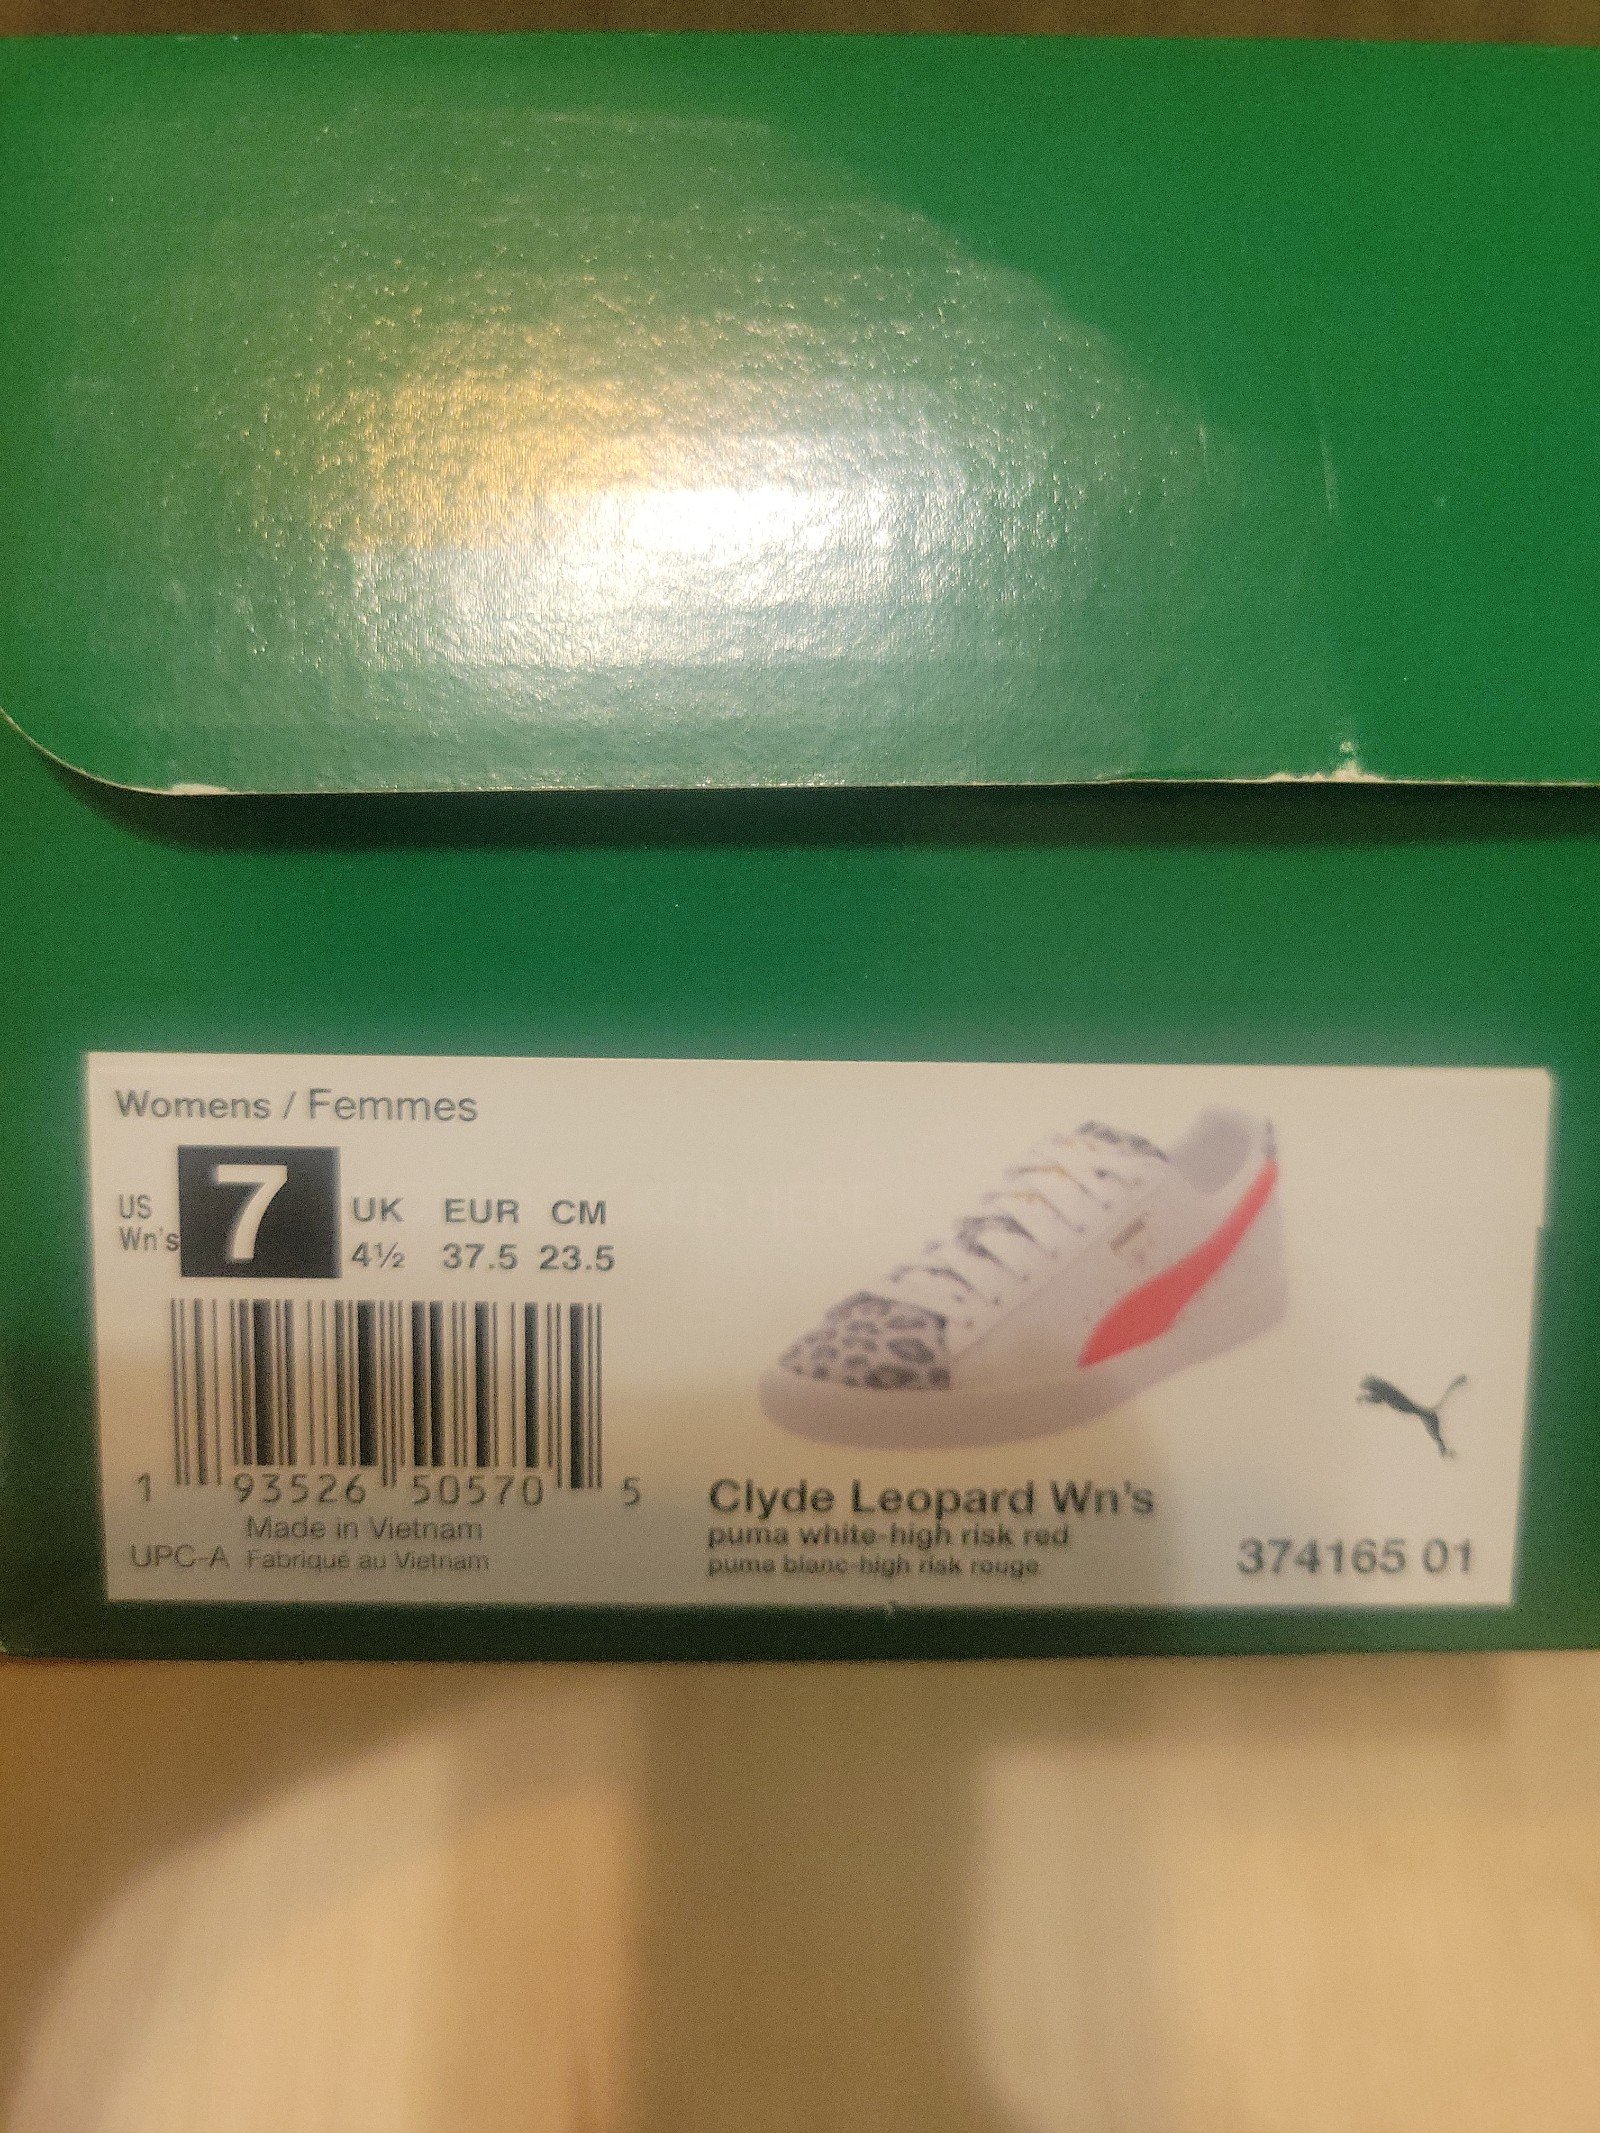 Womens / Femmes
US
Wn's
7
UK EUR CM
4½ 37.5 23.5
1 93526 50570 5
Made in Vietnam
UPC-A Fabriqué au Vietnam
Clyde Leopard Wn's
puma white-high risk red
puma blanc-high risk rouge
374165 01